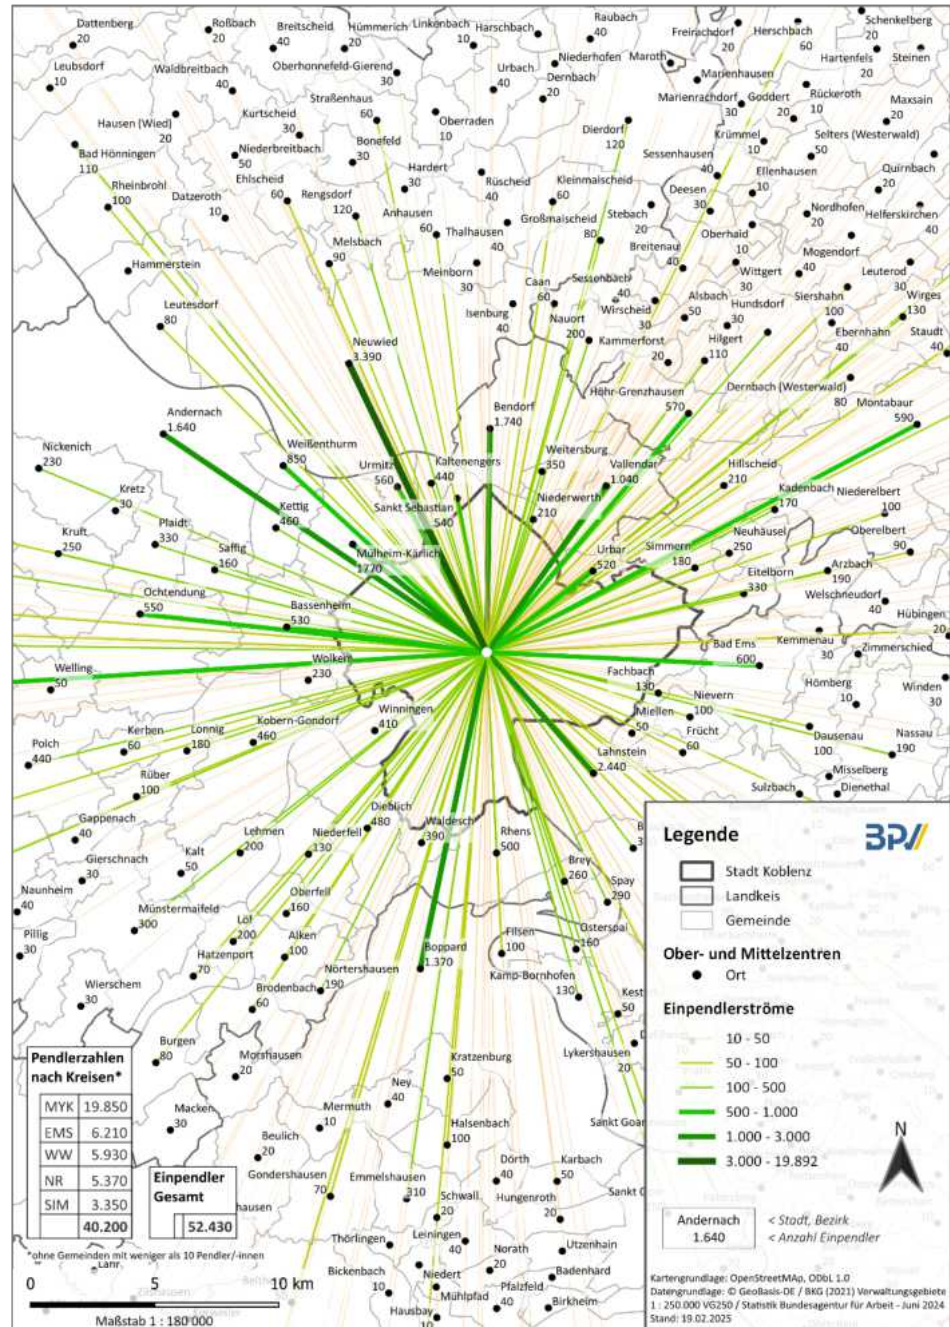 Dattenberg
20
Roßbach
20
Breitscheid
40
Hümmerich
20
Linkenbach
10
Harschbach
Raubach
40
Freirachdorf
20
Herschbach
60
Schenkelberg
20
Hartenfels
20
Steinen
Leubsdorf
10
Waldbreitbach
40
Oberhonnefeld-Gierend
30
Urbach
40
Niederhofen
Dernbach
20
Maroth
Marienhausen
Marienrachdorf
30
Goddert
20
Rückeroth
10
Maxsain
20
Hausen (Wied)
20
Kurtscheid
30
Straßenhaus
60
Oberraden
10
Dierdorf
120
Krümmel
10
Selters (Westerwald)
50
Bad Hönningen
110
Niederbreitbach
50
Bonefeld
30
Sessenhausen
40
Ellenhausen
10
Quirnbach
20
Rheinbrohl
100
Datzeroth
10
Ehlscheid
60
Rengsdorf
120
Hardert
30
Anhausen
60
Rüscheid
40
Thalhausen
40
Kleinmaischeid
60
Großmaischeid
80
Stebach
20
Deesen
30
Oberhaid
10
Nordhofen
20
Helferskirchen
40
Mogendorf
40
Hammerstein
Melsbach
90
Meinborn
30
Breitenau
40
Wittgert
30
Leuterod
30
Leutesdorf
80
Isenburg
40
Caan
60
Sessenbach
40
Wirscheid
30
Nauort
200
Alsbach
50
Hundsdorf
30
Siershahn
100
Wirges
130
Neuwied
3.390
Kammerforst
20
Hilgert
110
Ebernhahn
40
Staudt
40
Andernach
1.640
Bendorf
1.740
Höhr-Grenzhausen
570
Dernbach (Westerwald)
80
Montabaur
590
Nickenich
230
Weißenthurm
850
Urmitz
560
Kaltenengers
440
Weitersburg
350
Vallendar
1.040
Hillscheid
210
Kretz
30
Kettig
460
Sankt Sebastian
540
Niederwerth
210
Kadenbach
170
Niederelbert
100
Kruft
250
Plaidt
330
Saffig
160
Mülheim-Kärlich
1770
Urbar
520
Simmern
180
Neuhäusel
250
Oberelbert
90
Eitelborn
330
Arzbach
190
Ochtendung
550
Bassenheim
530
Welschneudorf
40
Hübingen
20
Kemmenau
30
Zimmerschied
Bad Ems
600
Welling
50
Wolken
230
Fachbach
130
Hömberg
10
Winden
30
Nievern
100
Miellen
50
Winningen
410
Frücht
60
Dausenau
100
Nassau
190
Polch
440
Kerben
60
Lonnig
180
Kobern-Gondorf
460
Lahnstein
2.440
Misselberg
Sulzbach
Dienethal
Rüber
100
Gappenach
40
Lehmen
200
Niederfell
130
Dieblich
480
Waldesch
390
Rhens
500
Gierschnach
30
Kalt
50
Brey
260
Naunheim
40
Münstermaifeld
300
Oberfell
160
Spay
290
Pillig
30
Löf
200
Alken
100
Osterspai
160
Hatzenport
70
Nörtershausen
190
Boppard
1.370
Filsen
100
Kamp-Bornhofen
130
Wierschem
30
Brodenbach
60
Kest
50
Burgen
80
Morshausen
20
Kratzenburg
50
Lykershausen
20
Macken
30
Ney
40
Mermuth
10
Halsenbach
100
Sankt Goar
Beulich
20
Gondershausen
70
Emmelshausen
310
Dörth
40
Karbach
50
Schwall
20
Hungenroth
20
Sankt G
hausen
Thörlingen
Leiningen
40
Utzenhain
Bickenbach
10
Norath
20
Niedert
Badenhard
Pfalzfeld
40
Mühlpfad
Birkheim
Hausbay
10
Pendlerzahlen
nach Kreisen*
MYK 19.850
EMS 6.210
WW 5.930
NR 5.370
SIM 3.350
40.200
Einpendler
Gesamt
52.430
*ohne Gemeinden mit weniger als 10 Pendler/-innen
0 5 10 km
Maßstab 1 : 180 000
Legende
BPV
Stadt Koblenz
Landkeis
Gemeinde
Ober- und Mittelzentren
Ort
Einpendlerströme
10 - 50
50 - 100
100 - 500
500 - 1.000
1.000 - 3.000
3.000 - 19.892
N
Andernach < Stadt, Bezirk
1.640 < Anzahl Einpendler
Kartengrundlage: OpenStreetMAp, ODbL 1.0
Datengrundlage: © GeoBasis-DE / BKG (2021) Verwaltungsgebiete
1 : 250.000 VG250 / Statistik Bundesagentur für Arbeit - Juni 2024
Stand: 19.02.2025